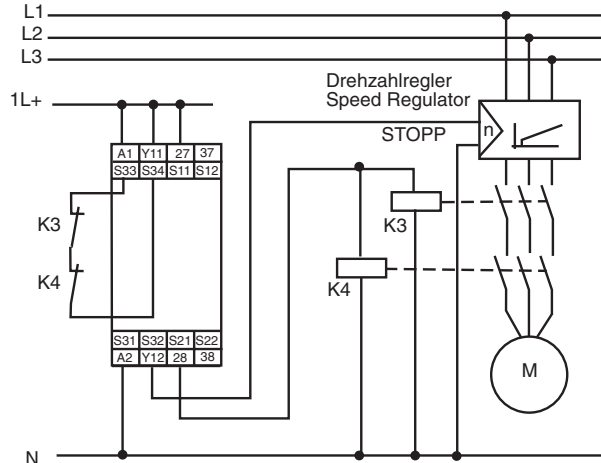 L1
L2
L3
Drehzahlregler
Speed Regulator
1L+
STOPP
n
A1 Y11 27 37
S33 S34 S11 S12
K3
K3
K4
K4
S31 S32 S21 S22
A2 Y12 28 38
M
N